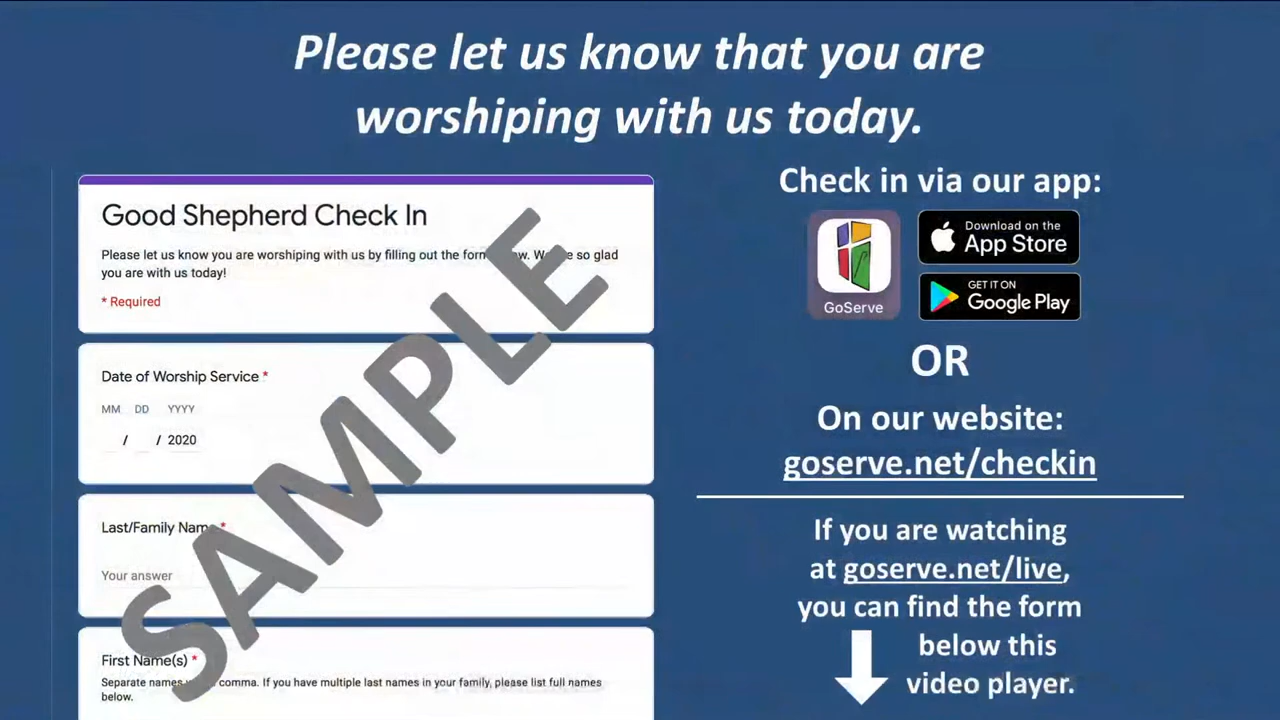 Please let us know that you are
worshiping with us today.
Good Shepherd Check In
Please let us know you are worshiping with us by filling out the form so glad
you are with us today!
* Required
Date of Worship Service *
MM DD YYYY
/ / 2020
Last/Family Name *
Your answer
First Name(s) *
Separate names comma. If you have multiple last names in your family, please list full names
below.
SAMPLE
Check in via our app:
GoServe
Download on the
App Store
GET IT ON
Google Play
OR
On our website:
goserve.net/checkin
If you are watching
at goserve.net/live,
you can find the form
below this
video player.